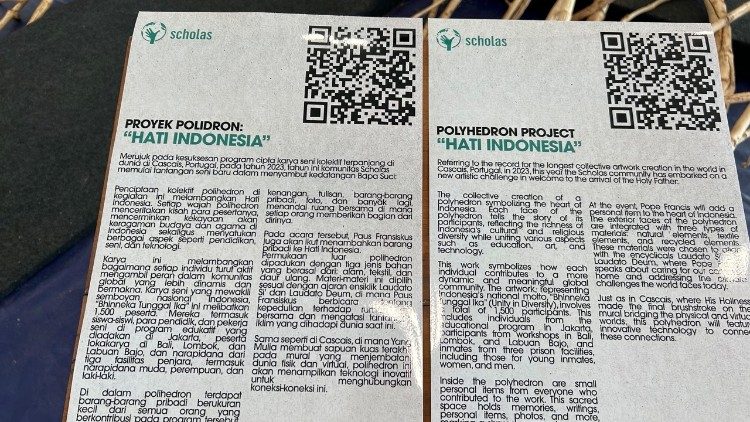 scholas
PROYEK POLIDRON:
“HATI INDONESIA”
Merujuk pada kesuksesan program cipta karya seni kolektif terpanjang di
dunia di Cascais, Portugal, pada tahun 2023, tahun ini komunitas Scholas
memulai tantangan seni baru dalam menyambut kedatangan Bapa Suci:
Penciptaan kolektif polihedron di
kegiatan ini melambangkan Hati
Indonesia. Setiap wajah polihedron
menceritakan kisah para pesertanya,
mencerminkan kekayaan akan
keragaman budaya dan agama di
Indonesia sekaligus menyatukan
berbagai aspek seperti pendidikan,
seni, dan teknologi.
Karya ini melambangkan
bagaimana setiap individu turut aktif
mengambil peran dalam komunitas
global yang lebih dinamis dan
Bermakna. Karya seni yang mewakili
semboyan nasional Indonesia,
"Bhinneka Tunggal Ika" ini melibatkan
1.500 peserta. Mereka termasuk
siswa-siswi, para pendidik, dan pekerja
seni di program edukatif yang
diadakan di Jakarta, peserta
lokakarya di Bali, Lombok, dan
Labuan Bajo, dan narapidana dari
tiga fasilitas penjara, termasuk
narapidana muda, perempuan, dan
laki-laki.
Di dalam polihedron terdapat
barang-barang pribadi berukuran
kecil dari semua orang yang
berkontribusi pada program tersebut
kenangan, tulisan, barang-barang
pribadi, foto, dan banyak lagi,
menandai ruang bersama di mana
setiap orang memberikan bagian dari
dirinya.
Pada acara tersebut, Paus Fransiskus
juga akan ikut menambahkan barang
pribadi ke Hati Indonesia.
Permukaan luar polihedron
dipadukan dengan tiga jenis bahan
yang berasal dari: alam, tekstil, dan
daur ulang. Materi-materi ini dipilih
sesuai dengan ajaran ensiklik Laudato
Si dan Laudato Deum, di mana Paus
Fransiskus berbicara
kepedulian terhadap
bersama dan mengatasi
iklim yang dihadapi dunia saat ini.
Sama seperti di Cascais, di mana Yang
Mulia membuat sapuan kuas terakhir
pada mural yang menjembatani
dunia fisik dan virtual, polihedron ini
akan menampilkan teknologi inovatif
untuk menghubungkan
koneksi-koneksi ini.
scholas
POLYHEDRON PROJECT
“HATI INDONESIA”
Referring to the record for the longest collective artwork creation in the world in
Cascais, Portugal, in 2023, this year the Scholas community has embarked on a
new artistic challenge in welcome to the arrival of the Holy Father.
The collective creation of a
polyhedron symbolizing the heart of
Indonesia. Each face of the
polyhedron tells the story of its
participants, reflecting the richness of
Indonesia's cultural and religious
diversity while uniting various aspects
such as education, art, and
technology.
This work symbolizes how each
individual contributes to a more
dynamic and meaningful global
community. The artwork, representing
Indonesia's national motto, "Bhinneka
Tunggal Ika" (Unity in Diversity), involves
a total of 1,500 participants. This
includes individuals from the
educational program in Jakarta,
participants from workshops in Bali,
Lombok, and Labuan Bajo, and
inmates from three prison facilities,
including those for young inmates,
women, and men.
Inside the polyhedron are small
personal items from everyone who
contributed to the work. This sacred
space holds memories, writings,
personal items, photos, and more,
At the event, Pope Francis will add a
personal item to the heart of Indonesia.
The exterior faces of the polyhedron
are integrated with three types of
materials: natural elements, textile
elements, and recycled elements.
These materials were chosen to
with the encyclicals Laudato
Laudato Deum, where Pope
speaks about caring for our
home and addressing the
challenges the world faces today.
Just as in Cascais, where His Holiness
made the final brushstroke on the
mural bridging the physical and virtual
worlds, this polyhedron will feature
innovative technology to connect
these connections.